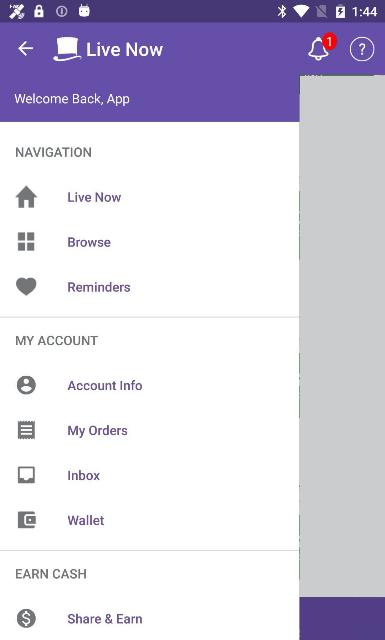 1:44
Live Now
1
?
Welcome Back, App
NAVIGATION
Live Now
Browse
Reminders
MY ACCOUNT
Account Info
My Orders
Inbox
Wallet
EARN CASH
Share & Earn